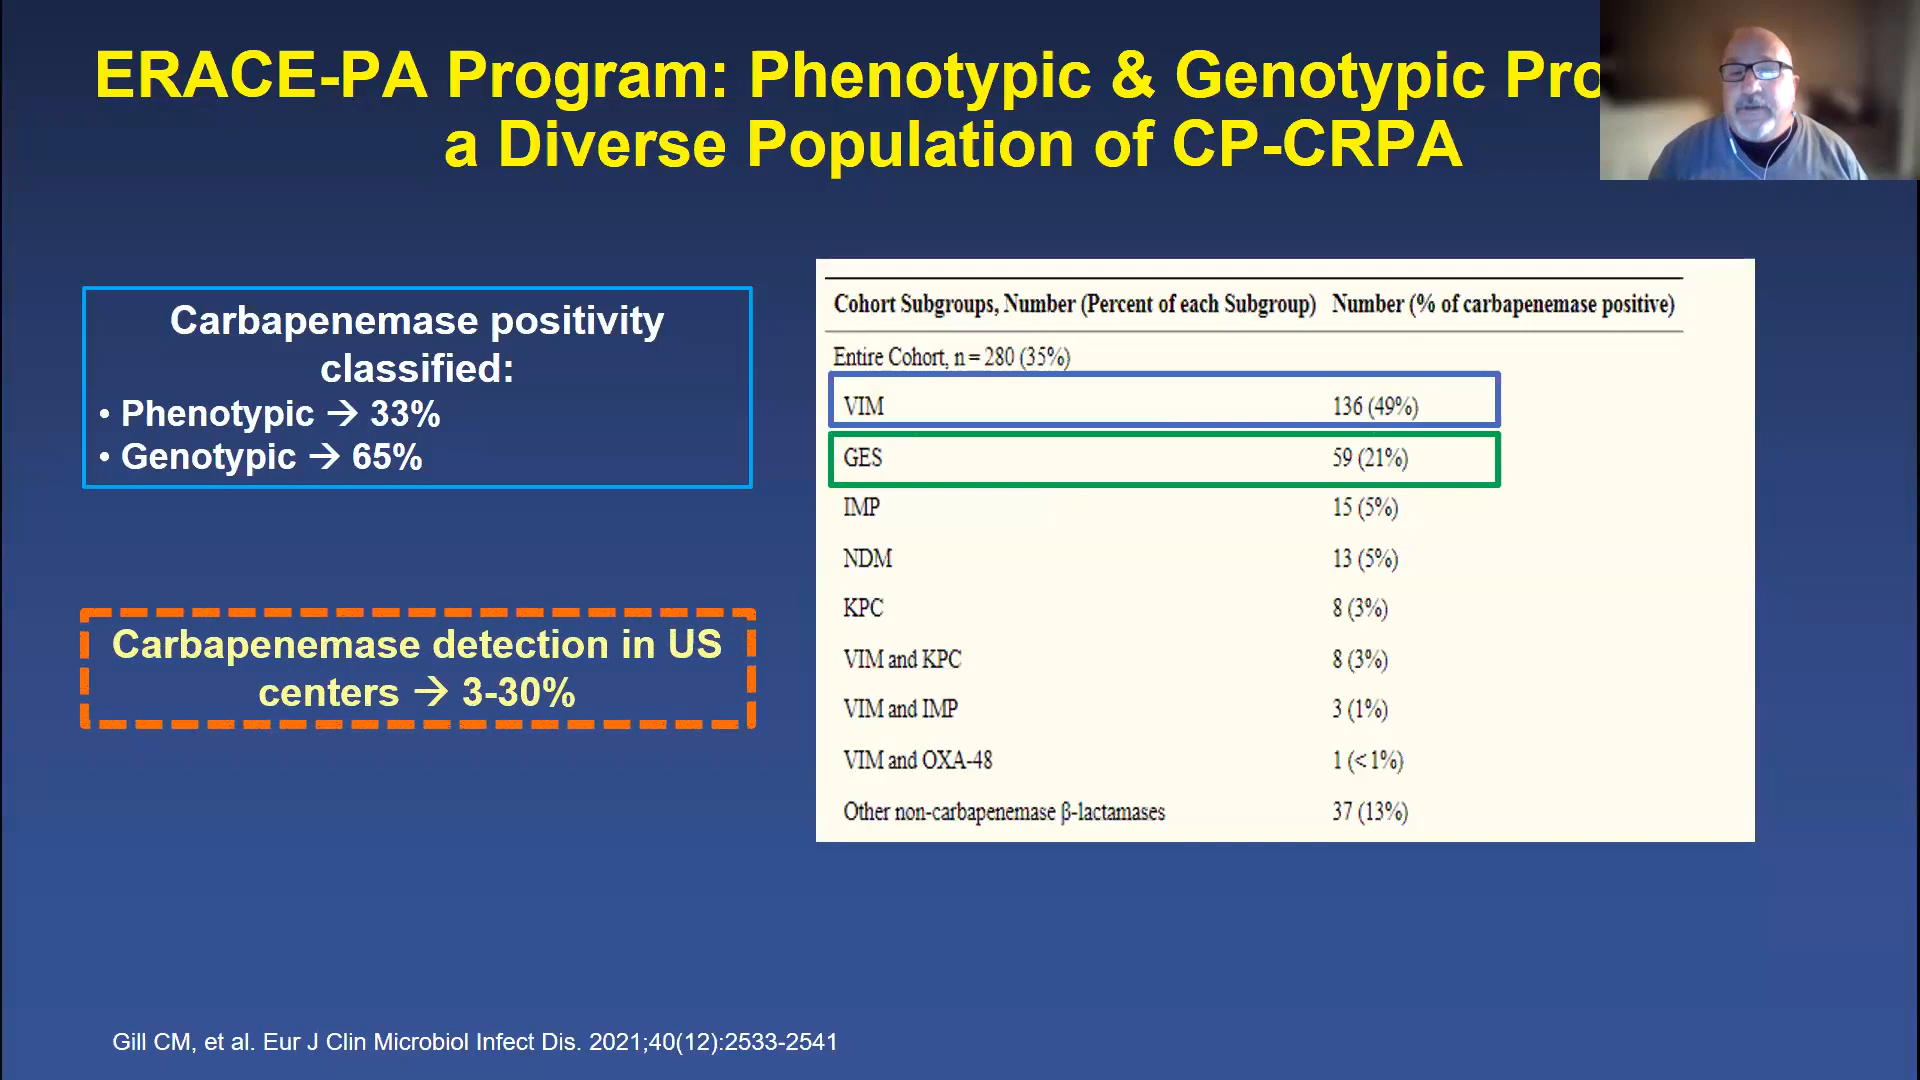 ERACE-PA Program: Phenotypic & Genotypic Pro
a Diverse Population of CP-CRPA
Carbapenemase positivity
classified:
• Phenotypic → 33%
• Genotypic → 65%
Carbapenemase detection in US
centers → 3-30%
Cohort Subgroups, Number (Percent of each Subgroup) Number (% of carbapenemase positive)
Entire Cohort, n = 280 (35%)
VIM 136 (49%)
GES 59 (21%)
IMP 15 (5%)
NDM 13 (5%)
KPC 8 (3%)
VIM and KPC 8 (3%)
VIM and IMP 3 (1%)
VIM and OXA-48 1 (<1%)
Other non-carbapenemase β-lactamases 37 (13%)
Gill CM, et al. Eur J Clin Microbiol Infect Dis. 2021;40(12):2533-2541